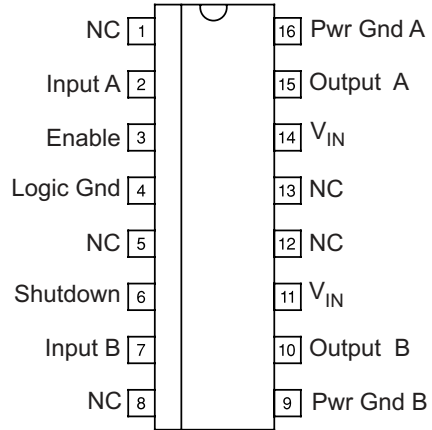 NC 1 16 Pwr Gnd A
Input A 2 15 Output A
Enable 3 14 VIN
Logic Gnd 4 13 NC
NC 5 12 NC
Shutdown 6 11 VIN
Input B 7 10 Output B
NC 8 9 Pwr Gnd B